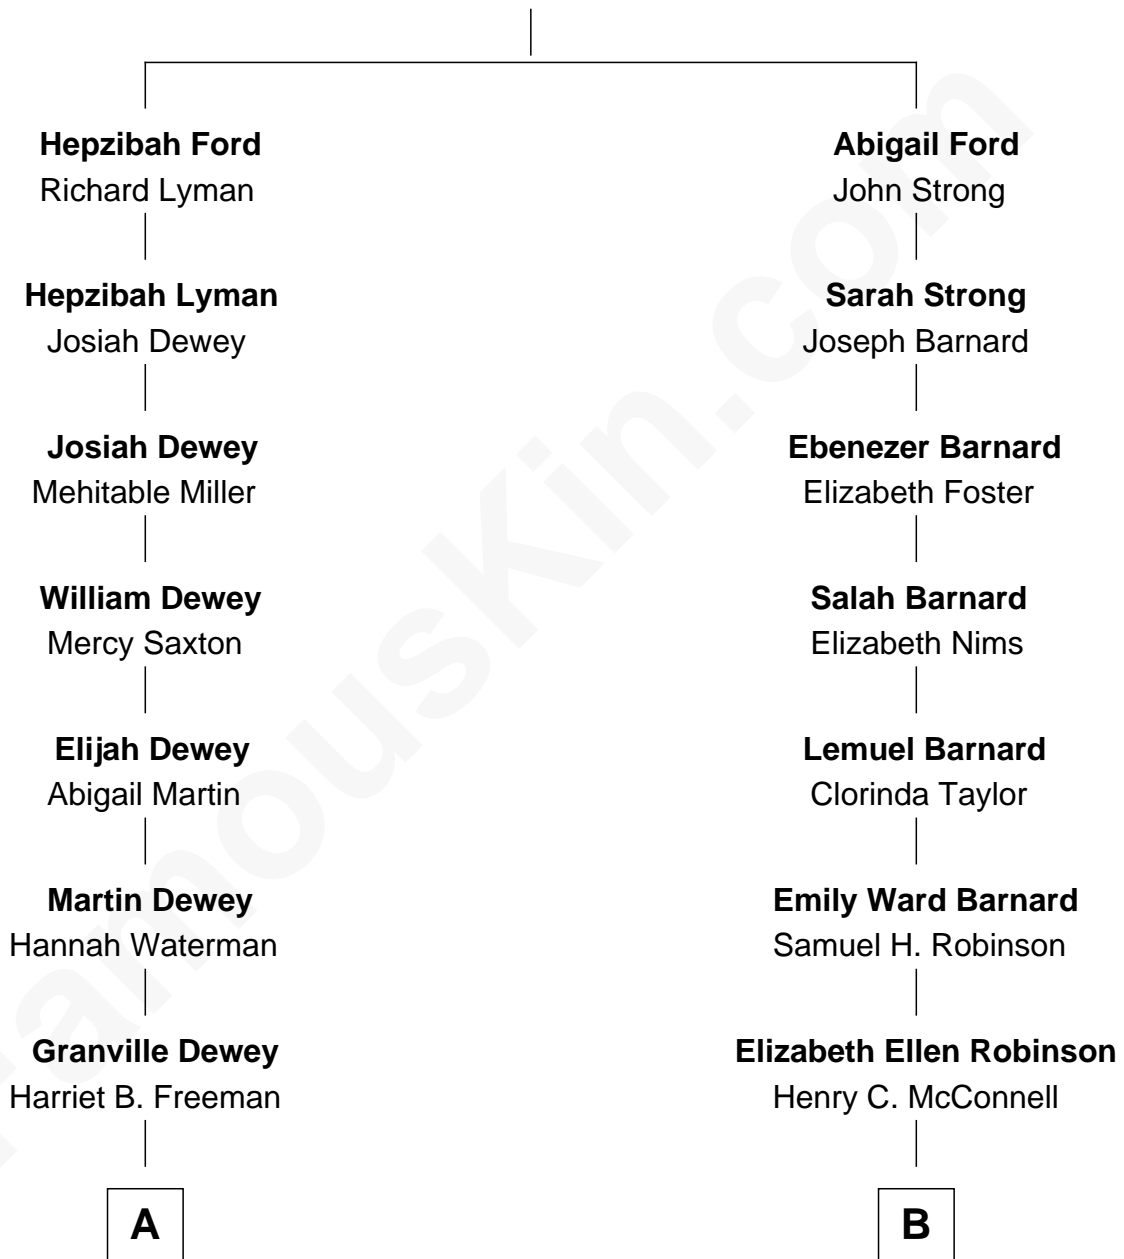 Hepzibah Ford
Richard Lyman
Hepzibah Lyman
Josiah Dewey
Josiah Dewey
Mehitable Miller
William Dewey
Mercy Saxton
Elijah Dewey
Abigail Martin
Martin Dewey
Hannah Waterman
Granville Dewey
Harriet B. Freeman
A
Abigail Ford
John Strong
Sarah Strong
Joseph Barnard
Ebenezer Barnard
Elizabeth Foster
Salah Barnard
Elizabeth Nims
Lemuel Barnard
Clorinda Taylor
Emily Ward Barnard
Samuel H. Robinson
Elizabeth Ellen Robinson
Henry C. McConnell
B
FamousKin.com